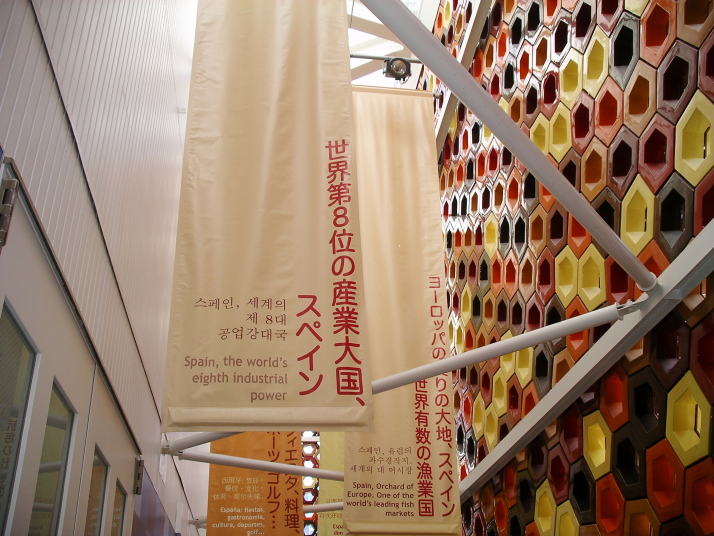 世界第8位の産業大国、
スペイン
스페인, 세계의
제 8대
공업강대국
Spain, the world's
eighth industrial
power
ヨーロッパの
りの大地、スペイン
世界有数の漁業国
스페인, 유럽의
과수경작지
세계의 대 어시장
Spain, Orchard of
Europe. One of the
world's leading fish
markets
ィエスタ、料理、
ポーツ ゴルフ…
España: fiestas,
gastronomía,
cultura, deportes,
golf...